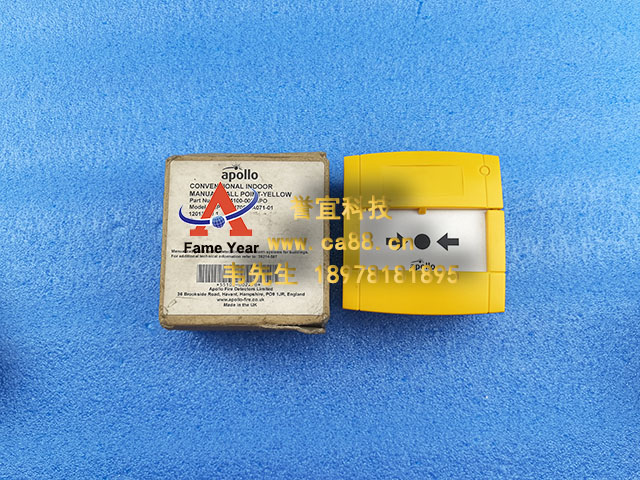 apollo
CONVENTIONAL INDOOR
MANUAL CALL POINT-YELLOW
Part No
Model
Fame Year
For additional technical information refer to:
Apollo Fire Detectors Limited
36 Brookside Road, Havant, Hampshire, PO9 1JR, England
www.apollo-fire.co.uk
Made in the UK
誉宜科技
www.ca88.cn
韦先生 18978181895
apollo